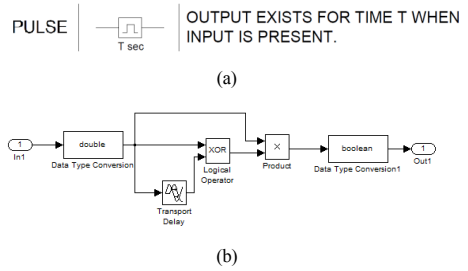 PULSE
T sec
OUTPUT EXISTS FOR TIME T WHEN
INPUT IS PRESENT.
(a)
1
In1
double
Data Type Conversion
XOR
Logical
Operator
Transport
Delay
×
Product
boolean
Data Type Conversion1
1
Out1
(b)